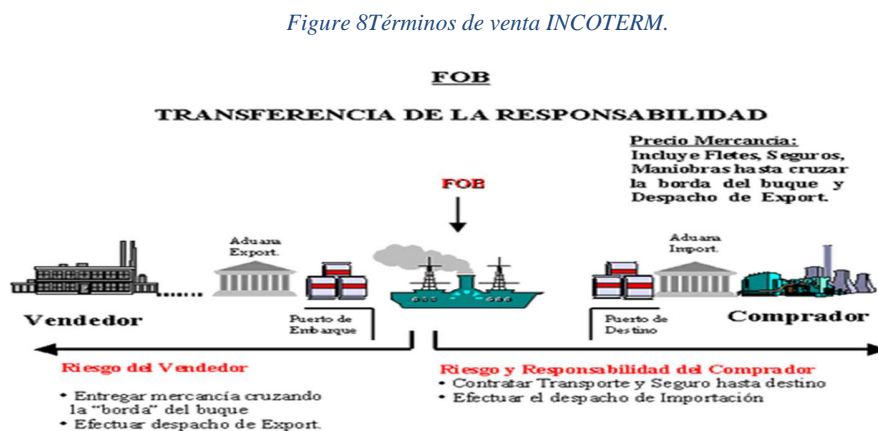 Figure 8Términos de venta INCOTERM.
FOB
TRANSFERENCIA DE LA RESPONSABILIDAD
Precio Mercancía:
Incluye Fletes, Seguros,
Maniobras hasta cruzar
la borda del buque y
Despacho de Export.
FOB
Aduana
Export.
Aduana
Import.
Vendedor
Puerto de
Embarque
Puerto de
Destino
Comprador
Riesgo del Vendedor
• Entregar mercancía cruzando
la "borda" del buque
• Efectuar despacho de Export.
Riesgo y Responsabilidad del Comprador
• Contratar Transporte y Seguro hasta destino
• Efectuar el despacho de Importación